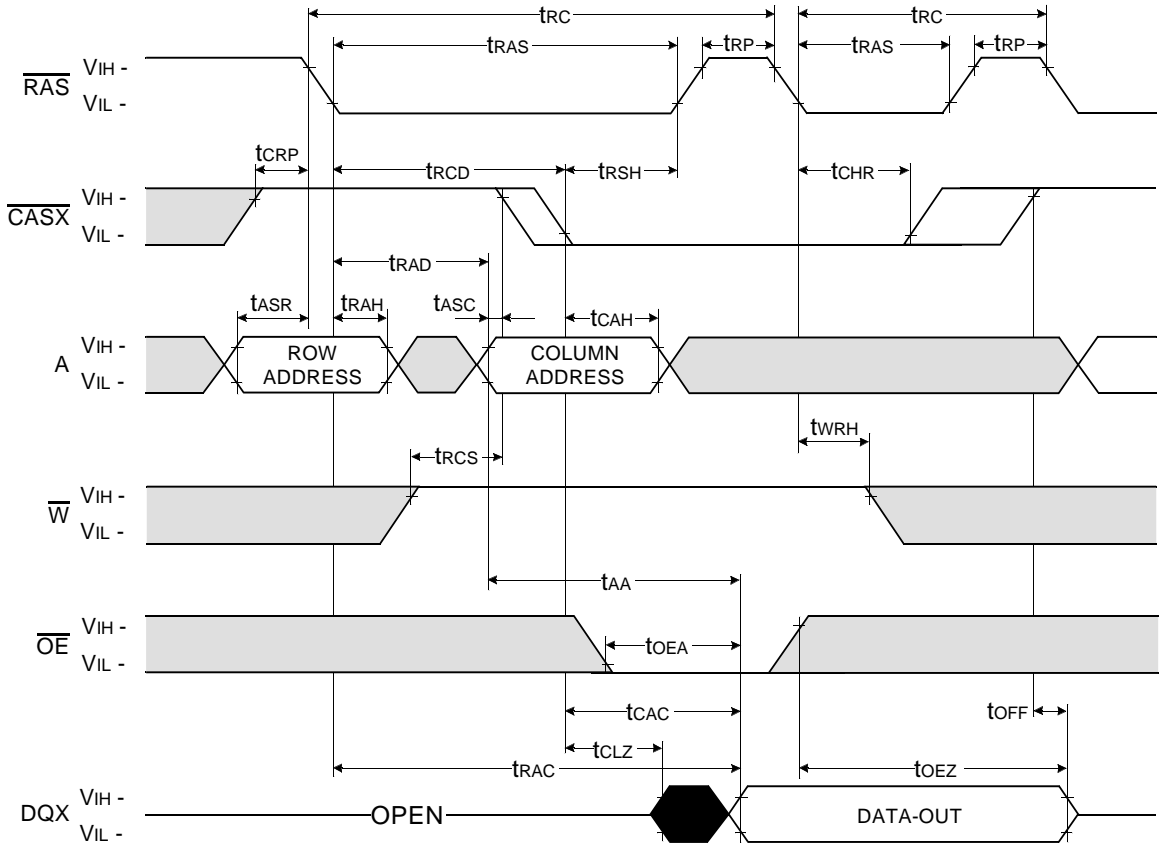 tRC tRC
tRAS tRP tRAS tRP
RAS VIH -
VIL -
tCRP tRCD tRSH tCHR
CASX VIH -
VIL -
tRAD
tASR tRAH tASC tCAH
A VIH -
VIL -
ROW
ADDRESS
COLUMN
ADDRESS
tWRH
tRCS
W VIH -
VIL -
tAA
OE VIH -
VIL -
tOEA
tCAC tOFF
tCLZ
tRAC tOEZ
DQX VIH -
VIL -
OPEN DATA-OUT